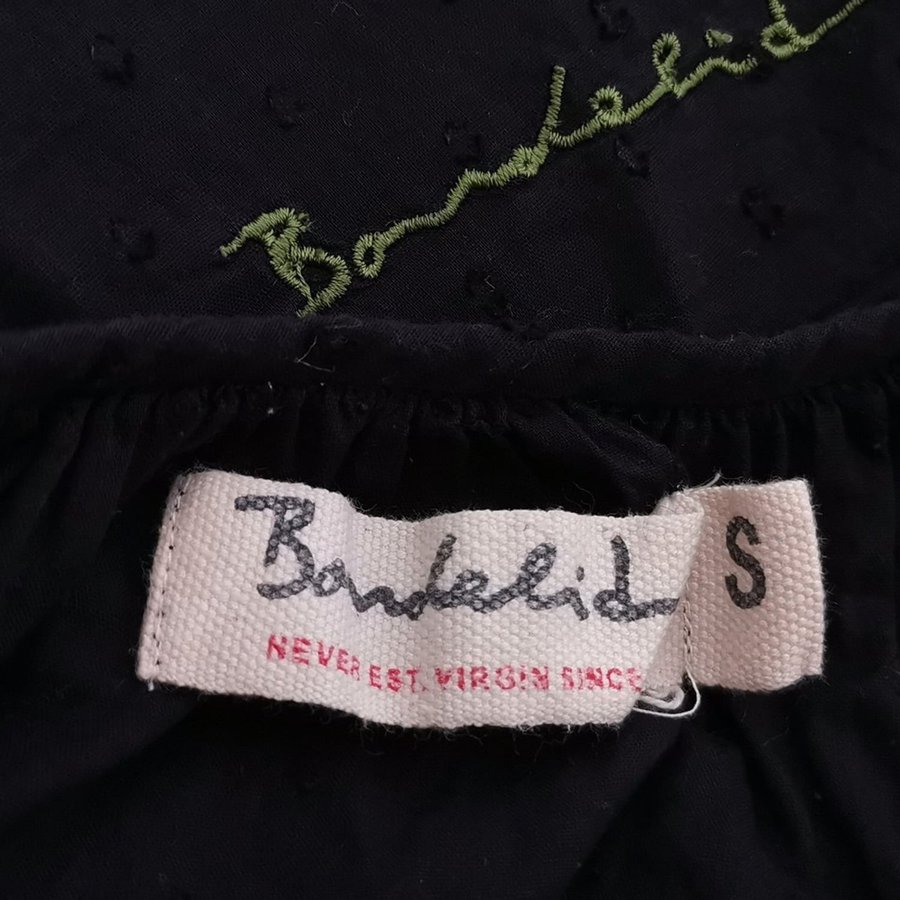 Bondelid
Bondelid
S
NEVER EST. VIRGIN SINCE